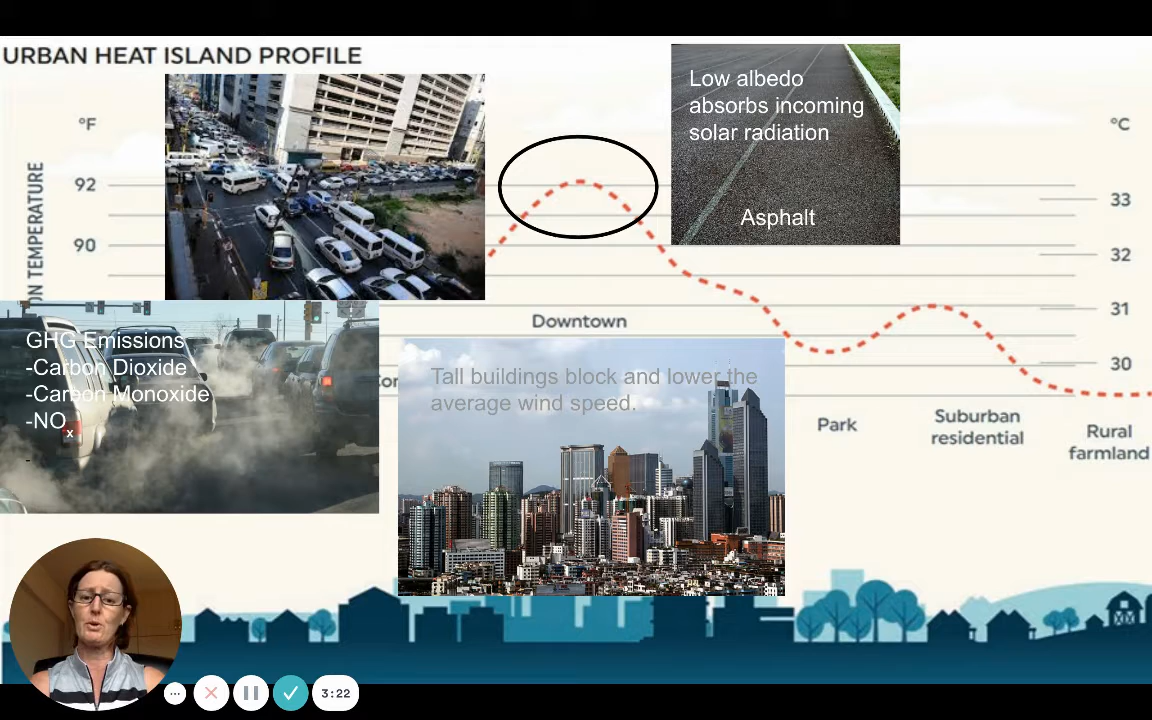 URBAN HEAT ISLAND PROFILE
°F
°C
92
90
ON TEMPERATURE
33
32
31
30
Low albedo
absorbs incoming
solar radiation
Asphalt
GHG Emissions
-Carbon Dioxide
-Carbon Monoxide
-NOx
-
Downtown
Tall buildings block and lower the
average wind speed.
Park
Suburban
residential
Rural
farmland
3:22